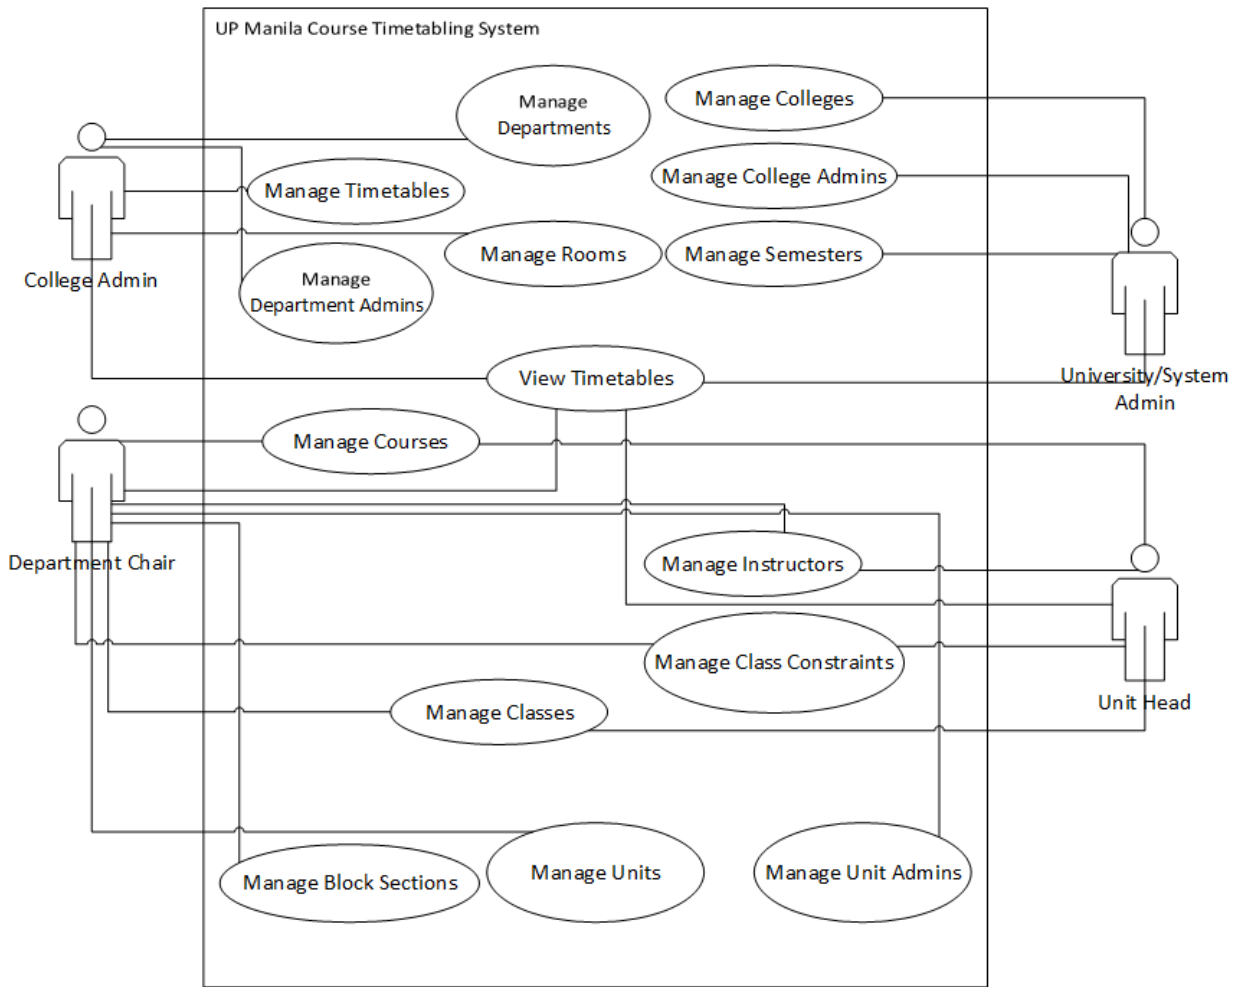 UP Manila Course Timetabling System
Manage
Departments
Manage Colleges
Manage College Admins
Manage Timetables
Manage Rooms
Manage Semesters
College Admin
Manage
Department Admins
View Timetables
University/System
Admin
Manage Courses
Department Chair
Manage Instructors
Manage Class Constraints
Unit Head
Manage Classes
Manage Block Sections
Manage Units
Manage Unit Admins